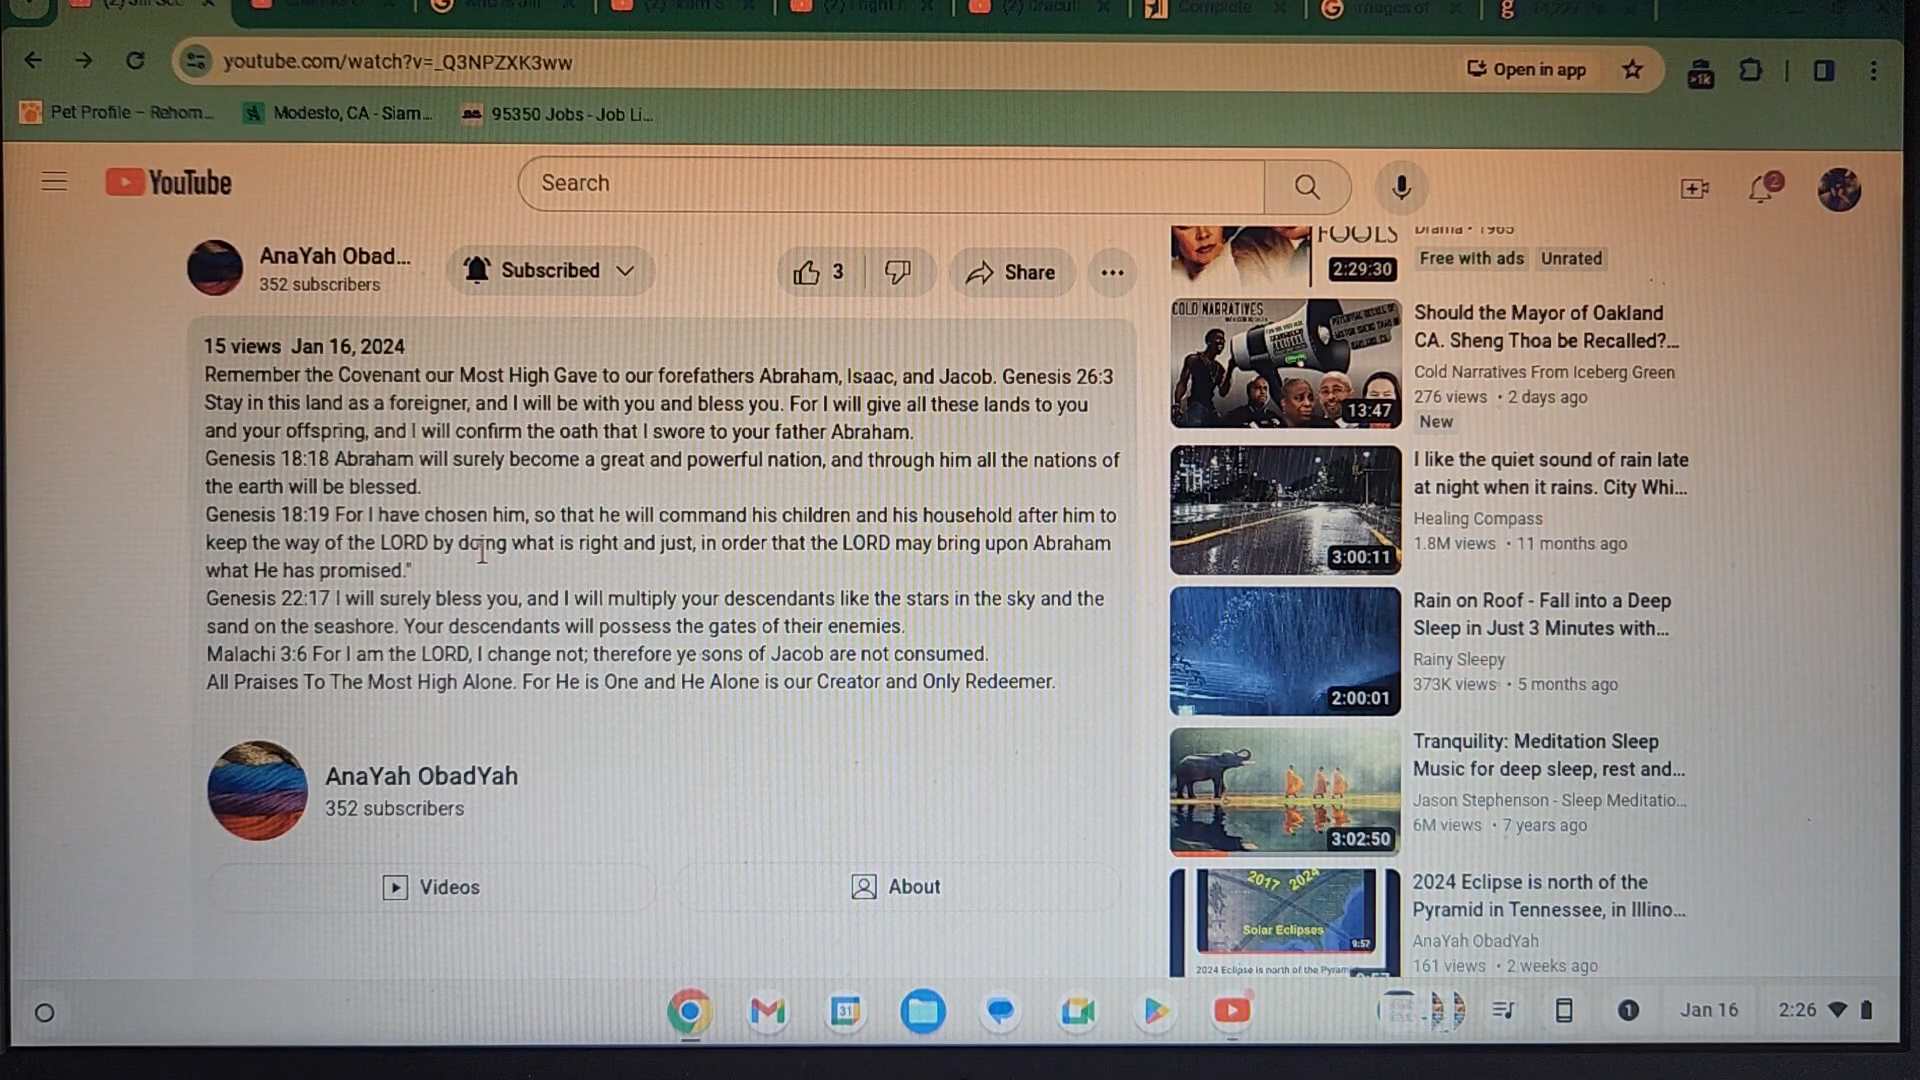 youtube.com/watch?v=_Q3NPZXK3ww
Open in app
>1k
Pet Profile – Rehom...
Modesto, CA - Siam...
95350 Jobs - Job Li...
YouTube
Search
2
AnaYah Obad...
352 subscribers
Subscribed
3
Share
15 views Jan 16, 2024
Remember the Covenant our Most High Gave to our forefathers Abraham, Isaac, and Jacob. Genesis 26:3
Stay in this land as a foreigner, and I will be with you and bless you. For I will give all these lands to you
and your offspring, and I will confirm the oath that I swore to your father Abraham.
Genesis 18:18 Abraham will surely become a great and powerful nation, and through him all the nations of
the earth will be blessed.
Genesis 18:19 For I have chosen him, so that he will command his children and his household after him to
keep the way of the LORD by doing what is right and just, in order that the LORD may bring upon Abraham
what He has promised."
Genesis 22:17 I will surely bless you, and I will multiply your descendants like the stars in the sky and the
sand on the seashore. Your descendants will possess the gates of their enemies.
Malachi 3:6 For I am the LORD, I change not; therefore ye sons of Jacob are not consumed.
All Praises To The Most High Alone. For He is One and He Alone is our Creator and Only Redeemer.
AnaYah ObadYah
352 subscribers
Videos
About
FOOLS
2:29:30
Drama • 1965
Free with ads
Unrated
COLD NARRATIVES
13:47
Should the Mayor of Oakland
CA. Sheng Thoa be Recalled?...
Cold Narratives From Iceberg Green
276 views • 2 days ago
New
3:00:11
I like the quiet sound of rain late
at night when it rains. City Whi...
Healing Compass
1.8M views • 11 months ago
2:00:01
Rain on Roof - Fall into a Deep
Sleep in Just 3 Minutes with...
Rainy Sleepy
373K views • 5 months ago
3:02:50
Tranquility: Meditation Sleep
Music for deep sleep, rest and...
Jason Stephenson - Sleep Meditatio...
6M views • 7 years ago
2017 2024
Solar Eclipses
9:57
2024 Eclipse is north of the Pyram
2024 Eclipse is north of the
Pyramid in Tennessee, in Illino...
AnaYah ObadYah
161 views • 2 weeks ago
31
1
Jan 16
2:26